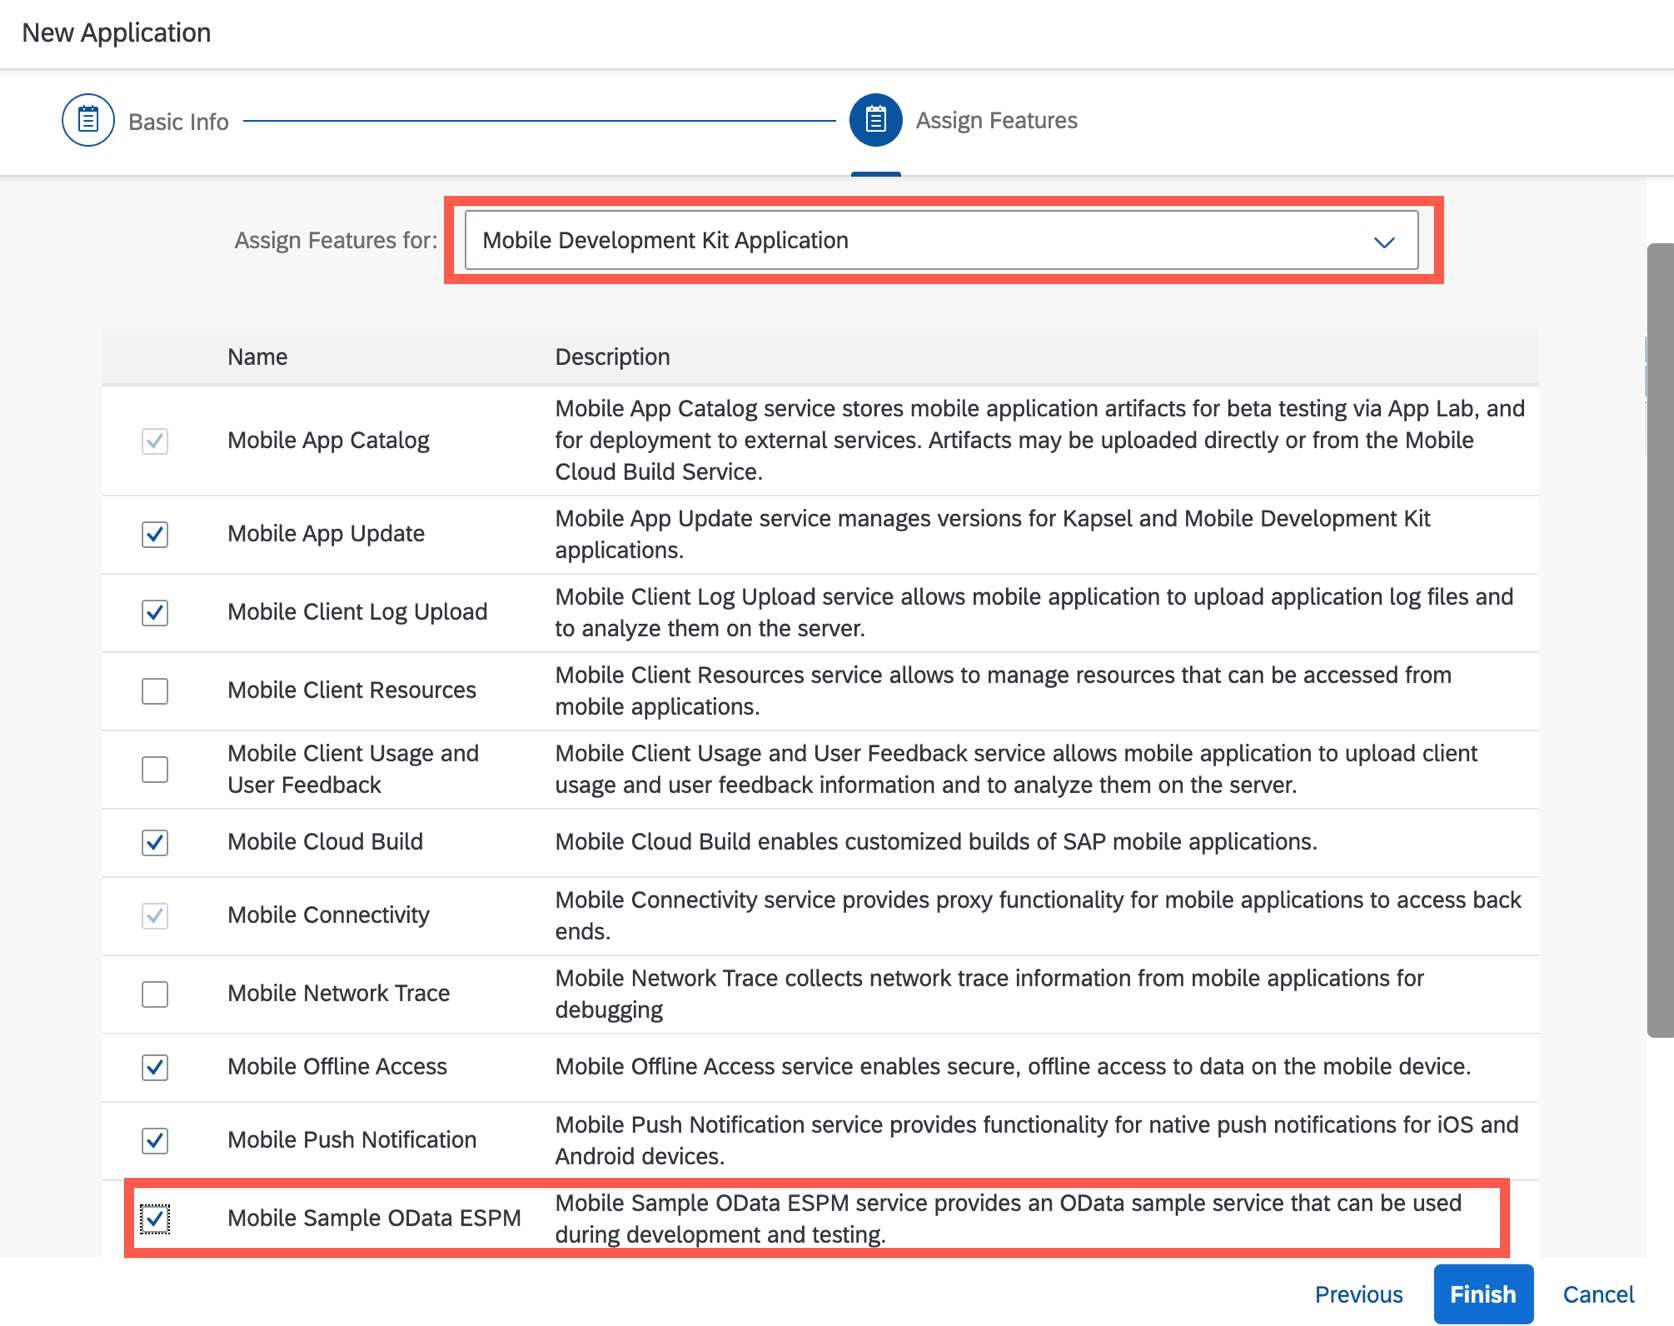 New Application
Basic Info
Assign Features
Assign Features for:
Mobile Development Kit Application
Name
Description
Mobile App Catalog
Mobile App Catalog service stores mobile application artifacts for beta testing via App Lab, and
for deployment to external services. Artifacts may be uploaded directly or from the Mobile
Cloud Build Service.
Mobile App Update
Mobile App Update service manages versions for Kapsel and Mobile Development Kit
applications.
Mobile Client Log Upload
Mobile Client Log Upload service allows mobile application to upload application log files and
to analyze them on the server.
Mobile Client Resources
Mobile Client Resources service allows to manage resources that can be accessed from
mobile applications.
Mobile Client Usage and
User Feedback
Mobile Client Usage and User Feedback service allows mobile application to upload client
usage and user feedback information and to analyze them on the server.
Mobile Cloud Build
Mobile Cloud Build enables customized builds of SAP mobile applications.
Mobile Connectivity
Mobile Connectivity service provides proxy functionality for mobile applications to access back
ends.
Mobile Network Trace
Mobile Network Trace collects network trace information from mobile applications for
debugging
Mobile Offline Access
Mobile Offline Access service enables secure, offline access to data on the mobile device.
Mobile Push Notification
Mobile Push Notification service provides functionality for native push notifications for iOS and
Android devices.
Mobile Sample OData ESPM
Mobile Sample OData ESPM service provides an OData sample service that can be used
during development and testing.
Previous
Finish
Cancel